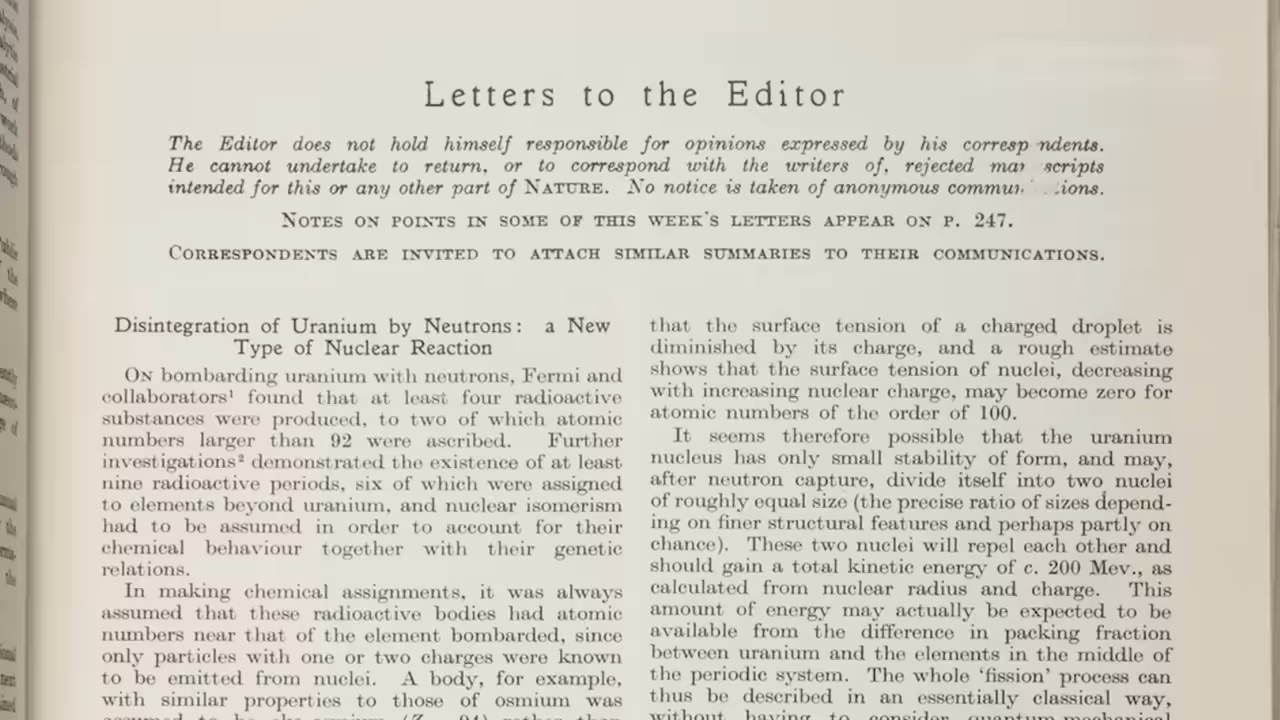 Letters to the Editor
The Editor does not hold himself responsible for opinions expressed by his corresp ndents.
He cannot undertake to return, or to correspond with the writers of, rejected scripts
intended for this or any other part of NATURE. No notice is taken of anonymous ions.
NOTES ON POINTS IN SOME OF THIS WEEK'S LETTERS APPEAR ON P. 247.
CORRESPONDENTS ARE INVITED TO ATTACH SIMILAR SUMMARIES TO THEIR COMMUNICATIONS.
Disintegration of Uranium by Neutrons: a New
Type of Nuclear Reaction
ON bombarding uranium with neutrons, Fermi and
collaborators¹ found that at least four radioactive
substances were produced, to two of which atomic
numbers larger than 92 were ascribed. Further
investigations² demonstrated the existence of at least
nine radioactive periods, six of which were assigned
to elements beyond uranium, and nuclear isomerism
had to be assumed in order to account for their
chemical behaviour together with their genetic
relations.
In making chemical assignments, it was always
assumed that these radioactive bodies had atomic
numbers near that of the element bombarded, since
only particles with one or two charges were known
to be emitted from nuclei. A body, for example,
with similar properties to those of osmium was
that the surface tension of a charged droplet is
diminished by its charge, and a rough estimate
shows that the surface tension of nuclei, decreasing
with increasing nuclear charge, may become zero for
atomic numbers of the order of 100.
It seems therefore possible that the uranium
nucleus has only small stability of form, and may,
after neutron capture, divide itself into two nuclei
of roughly equal size (the precise ratio of sizes depend-
ing on finer structural features and perhaps partly on
chance). These two nuclei will repel each other and
should gain a total kinetic energy of c. 200 Mev., as
calculated from nuclear radius and charge. This
amount of energy may actually be expected to be
available from the difference in packing fraction
between uranium and the elements in the middle of
the periodic system. The whole 'fission' process can
thus be described in an essentially classical way,
without having to consider quantum-mechanical